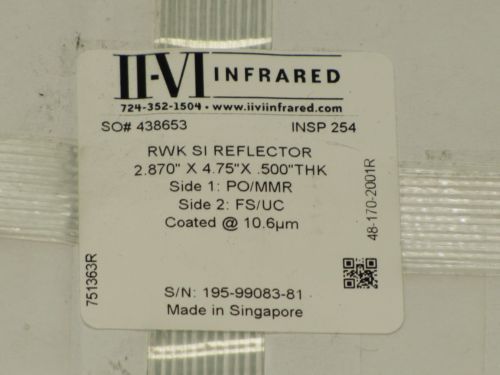 II-VI INFRARED
724-352-1504 • www.iiviinfrared.com
SO# 438653 INSP 254
RWK SI REFLECTOR
2.870" X 4.75"X .500"THK
Side 1: PO/MMR
Side 2: FS/UC
Coated @ 10.6µm
48-170-2001R
751363R
S/N: 195-99083-81
Made in Singapore